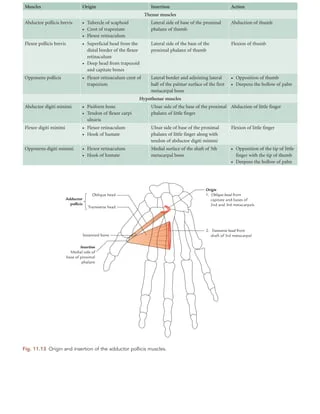 Muscles Origin Insertion Action
Thenar muscles
Abductor pollicis brevis • Tubercle of scaphoid Lateral side of base of the proximal Abduction of thumb
• Crest of trapezium phalanx of thumb
• Flexor retinaculum
Flexor pollicis brevis • Superficial head from the Lateral side of the base of the Flexion of thumb
distal border of the flexor proximal phalanx of thumb
retinaculum
• Deep head from trapezoid
and capitate bones
Opponens pollicis • Flexor retinaculum crest of Lateral border and adjoining lateral • Opposition of thumb
trapezium half of the palmar surface of the first • Deepens the hollow of palm
metacarpal bone
Hypothenar muscles
Abductor digiti minimi • Pisiform bone Ulnar side of the base of proximal Abduction of little finger
• Tendon of flexor carpi phalanx of little finger
ulnaris
Flexor digiti minimi • Flexor retinaculum Ulnar side of base of the proximal Flexion of little finger
• Hook of hamate phalanx of little finger along with
tendon of abductor digiti minimi
Opponens digiti minimi • Flexor retinaculum Medial surface of the shaft of 5th • Opposition of the tip of little
• Hook of hamate metacarpal bone finger with the tip of thumb
• Deepens the hollow of palm
Adductor
pollicis
Oblique head
Transverse head
Sesamoid bone
Insertion
Medial side of
base of proximal
phalanx
Origin
1. Oblique head from
capitate and bases of
2nd and 3rd metacarpals
2. Transverse head from
shaft of 3rd metacarpal
Fig. 11.13 Origin and insertion of the adductor pollicis muscles.